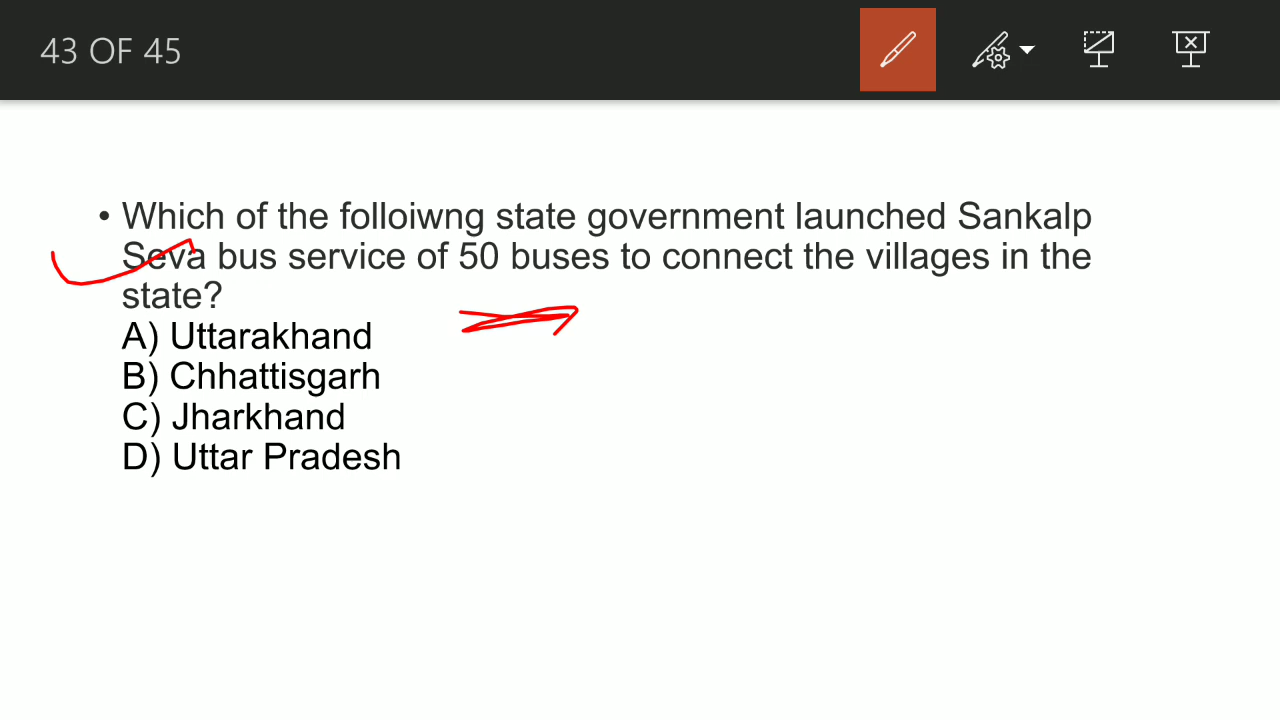 43 OF 45
• Which of the folloiwng state government launched Sankalp
Seva bus service of 50 buses to connect the villages in the
state?
A) Uttarakhand
B) Chhattisgarh
C) Jharkhand
D) Uttar Pradesh